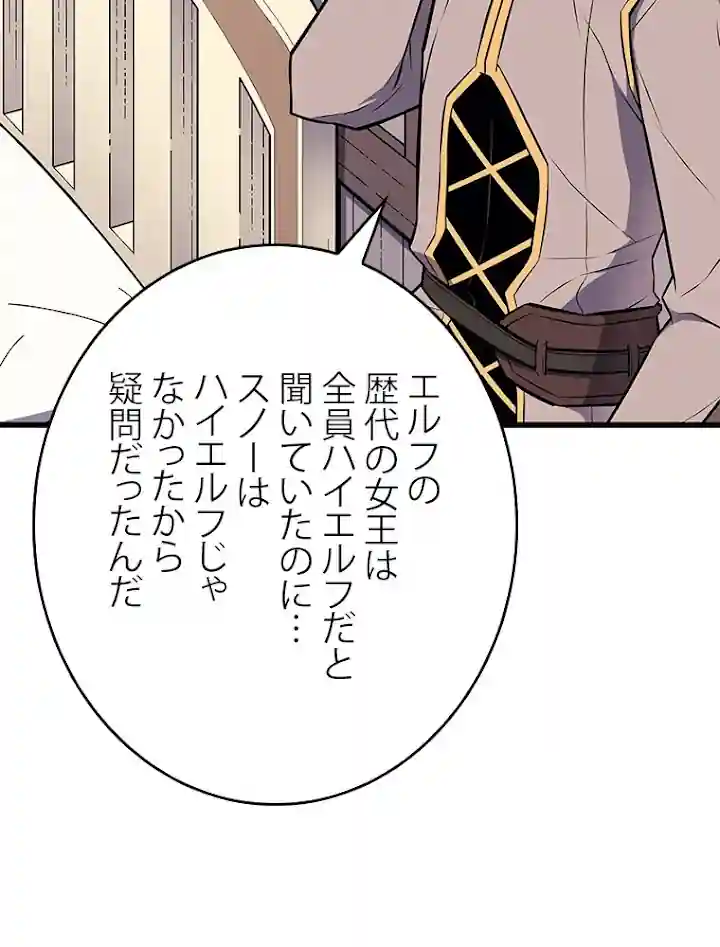 エルフの
歴代の女王は
全員ハイエルフだと
聞いていたのに…
スノーは
ハイエルフじゃ
なかったから
疑問だったんだ